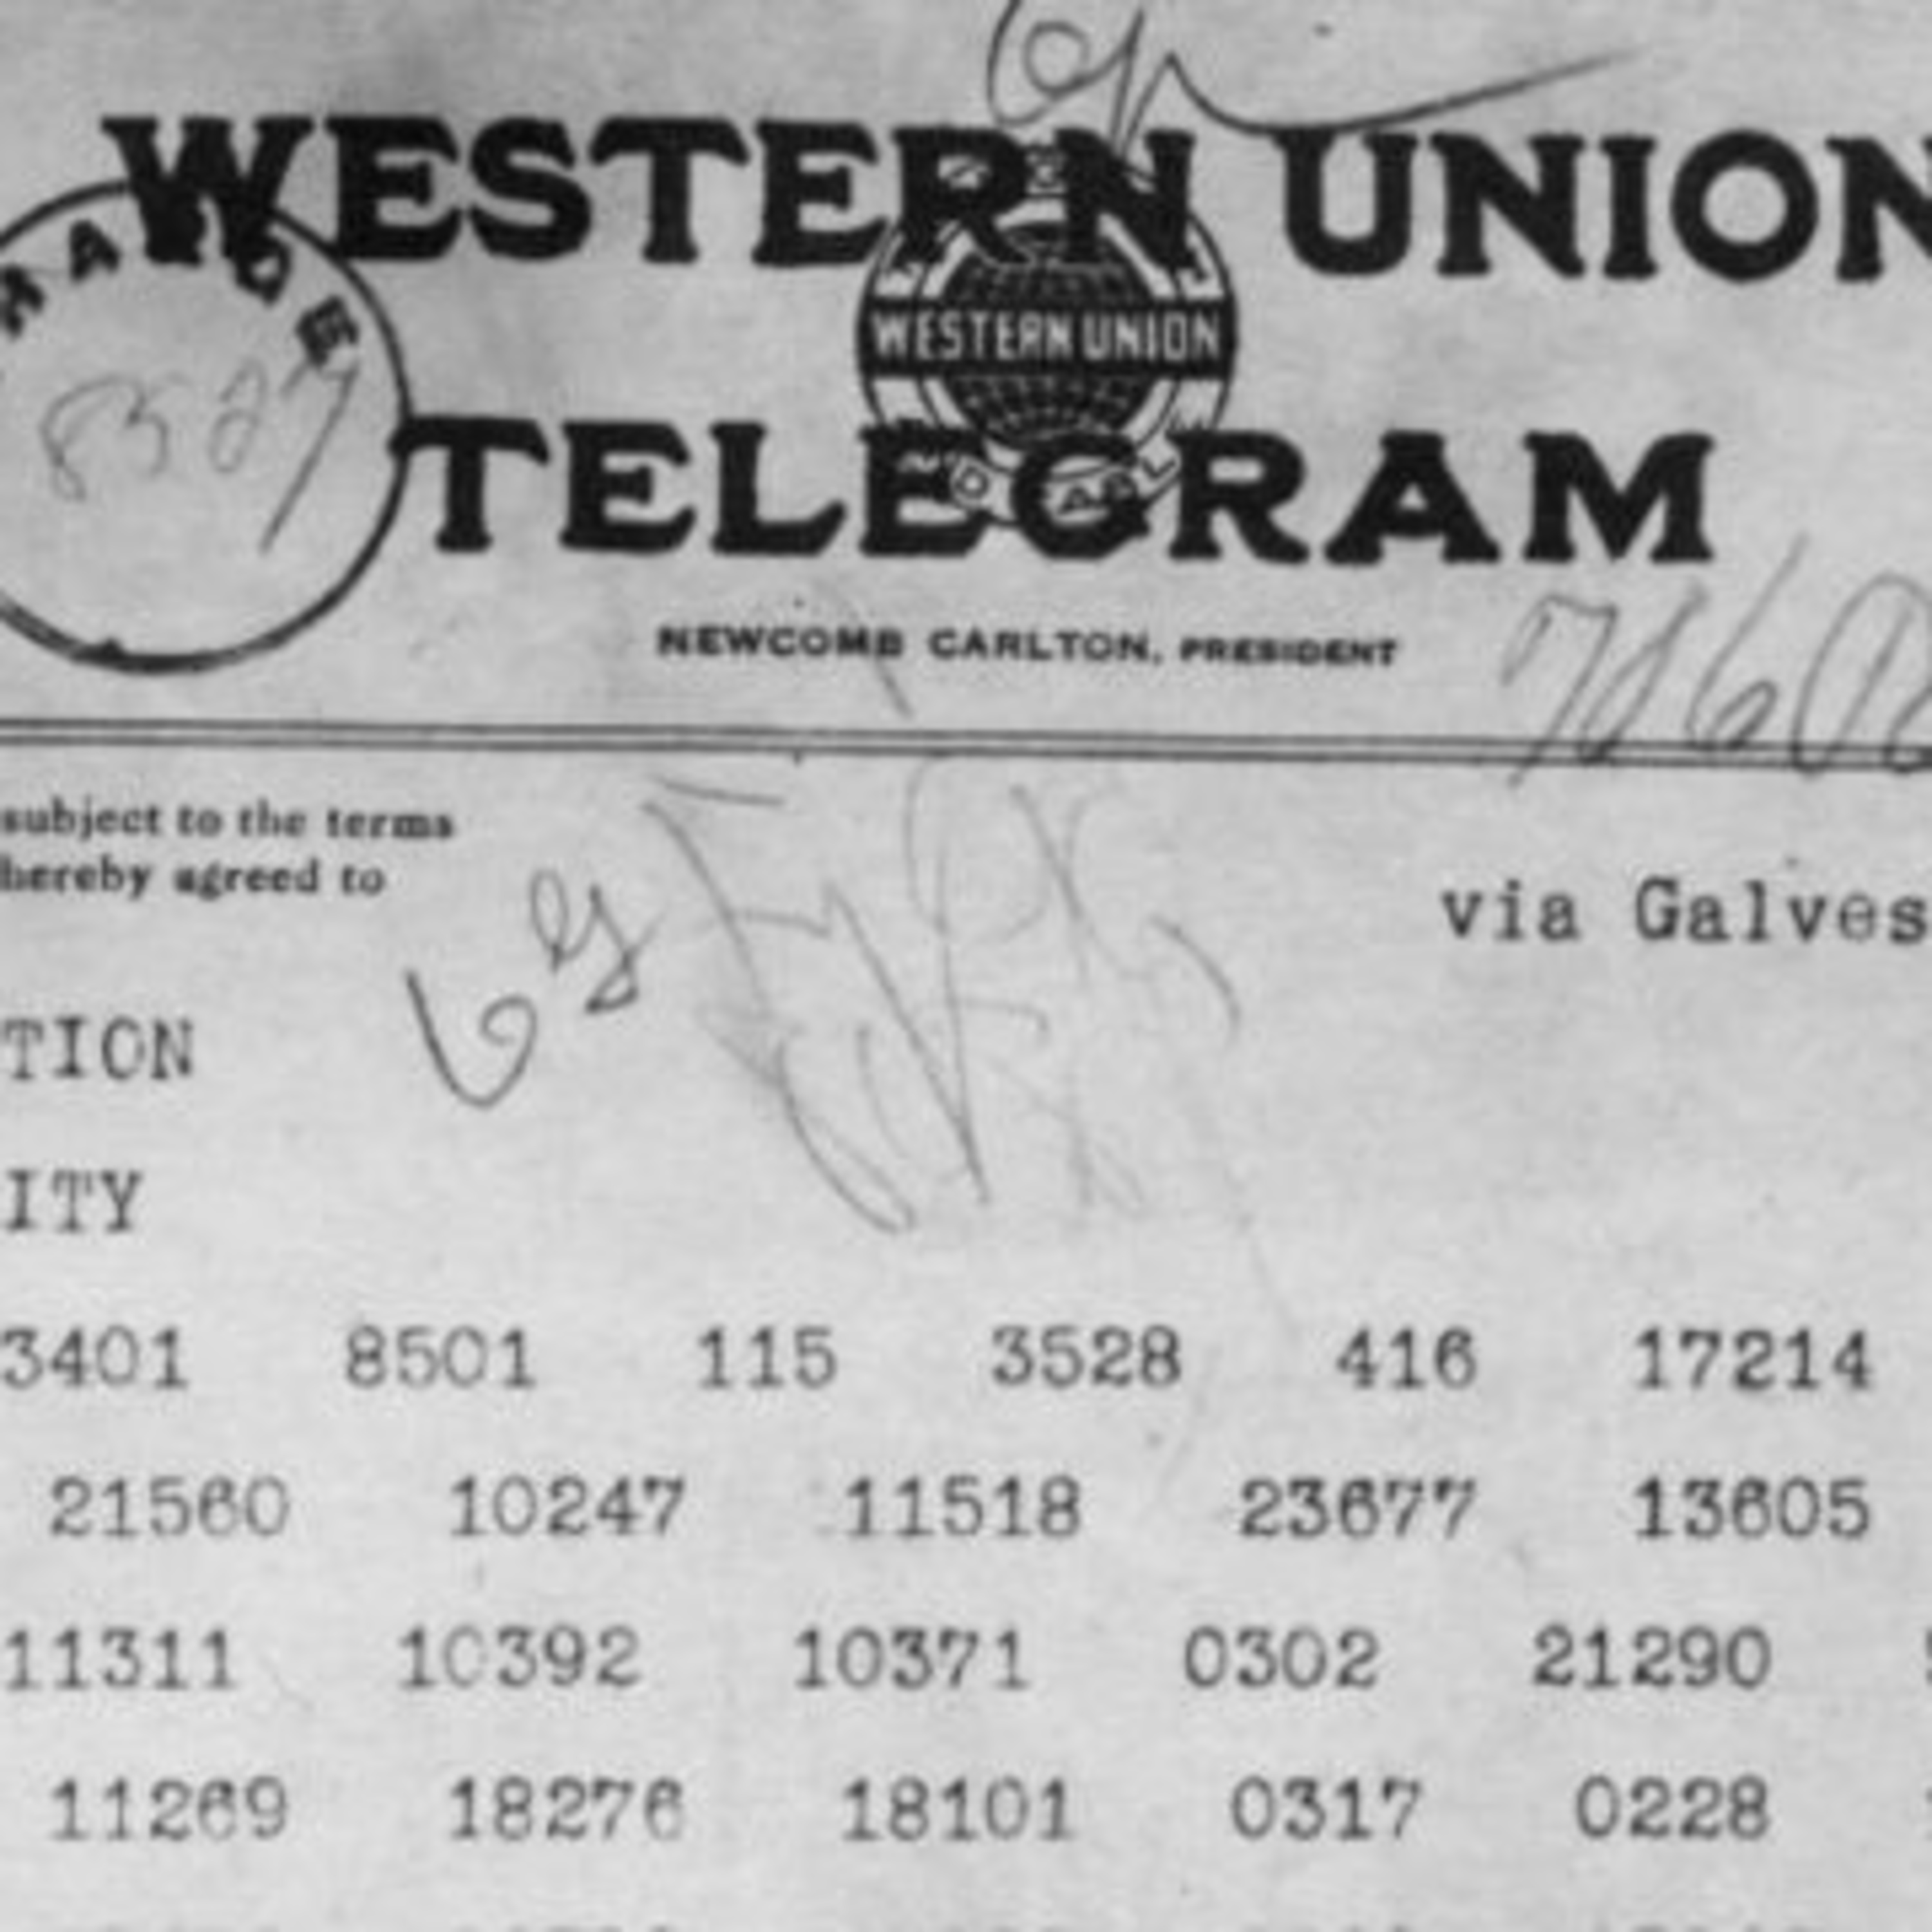 WESTERN UNION
WESTERN UNION
TELEGRAM
NEWCOMB CARLTON, PRESIDENT
subject to the terms
hereby agreed to
via Galves
TION
ITY
3401 8501 115 3528 416 17214
21560 10247 11518 23677 13605
11311 10392 10371 0302 21290
11269 18276 18101 0317 0228